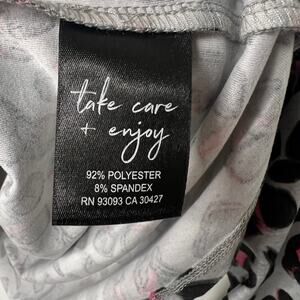 take care
+ enjoy
92% POLYESTER
8% SPANDEX
RN 93093 CA 30427